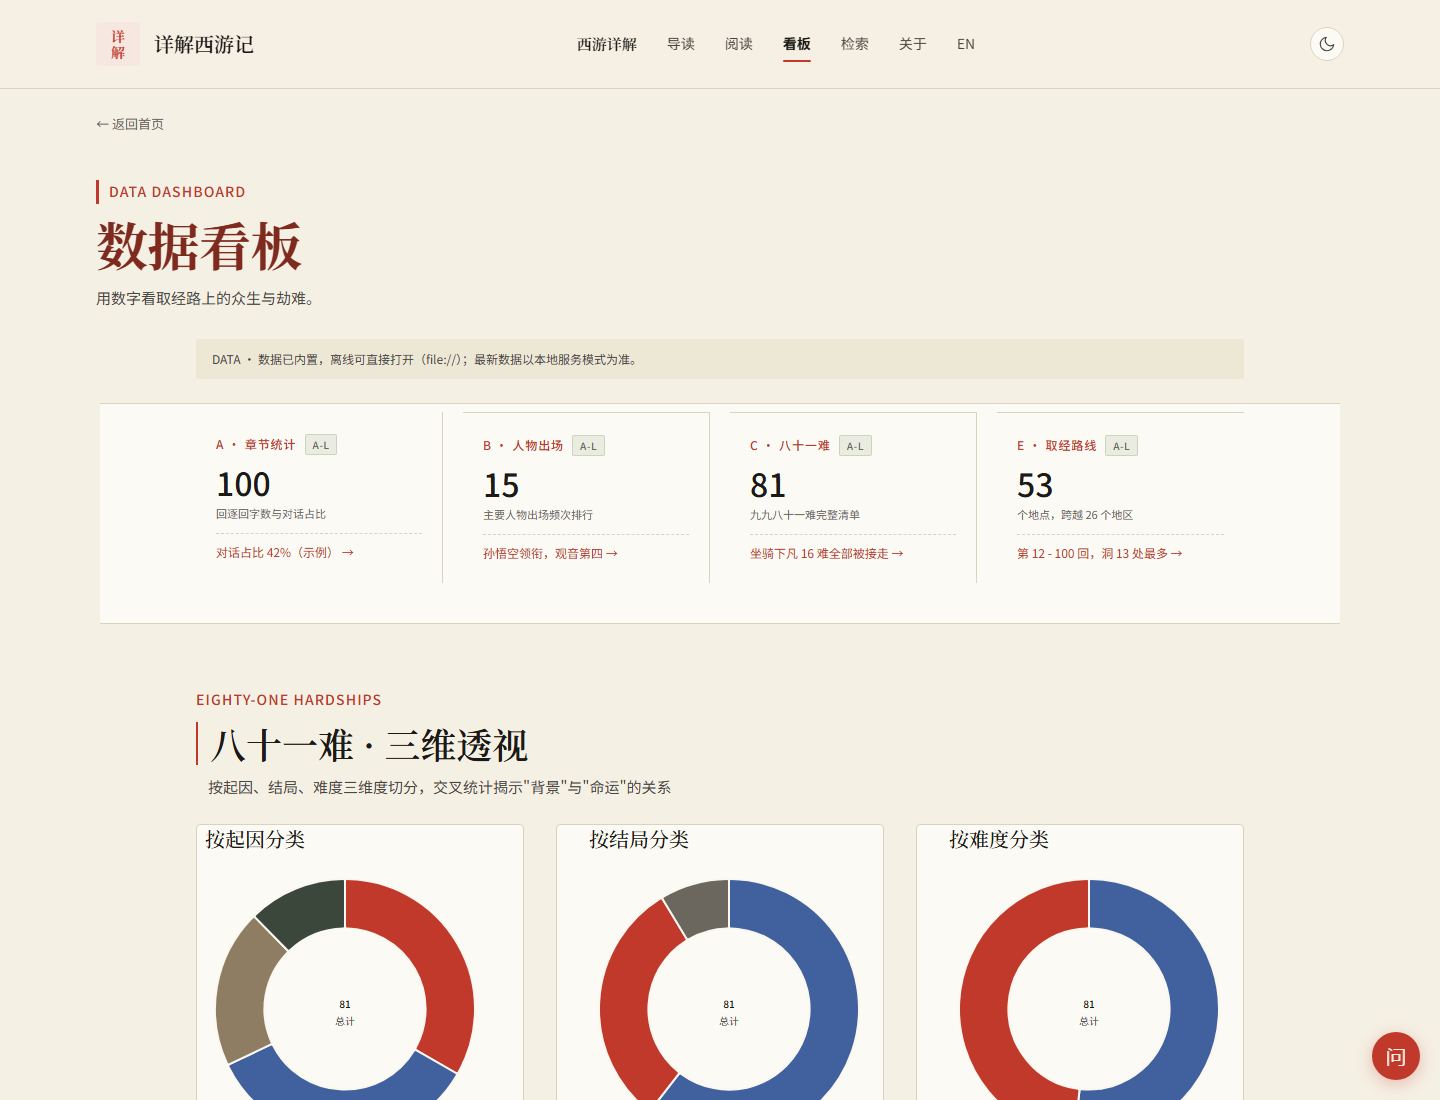 详解
详解西游记
西游详解
导读
阅读
看板
检索
关于
EN
← 返回首页
DATA DASHBOARD
数据看板
用数字看取经路上的众生与劫难。
DATA · 数据已内置，离线可直接打开（file://）；最新数据以本地服务模式为准。
A · 章节统计 A-L
100
回逐回字数与对话占比
对话占比 42%（示例） →
B · 人物出场 A-L
15
主要人物出场频次排行
孙悟空领衔，观音第四 →
C · 八十一难 A-L
81
九九八十一难完整清单
坐骑下凡 16 难全部被接走 →
E · 取经路线 A-L
53
个地点，跨越 26 个地区
第 12 - 100 回，洞 13 处最多 →
EIGHTY-ONE HARDSHIPS
八十一难 · 三维透视
按起因、结局、难度三维度切分，交叉统计揭示"背景"与"命运"的关系
按起因分类
81
总计
按结局分类
81
总计
按难度分类
81
总计
问